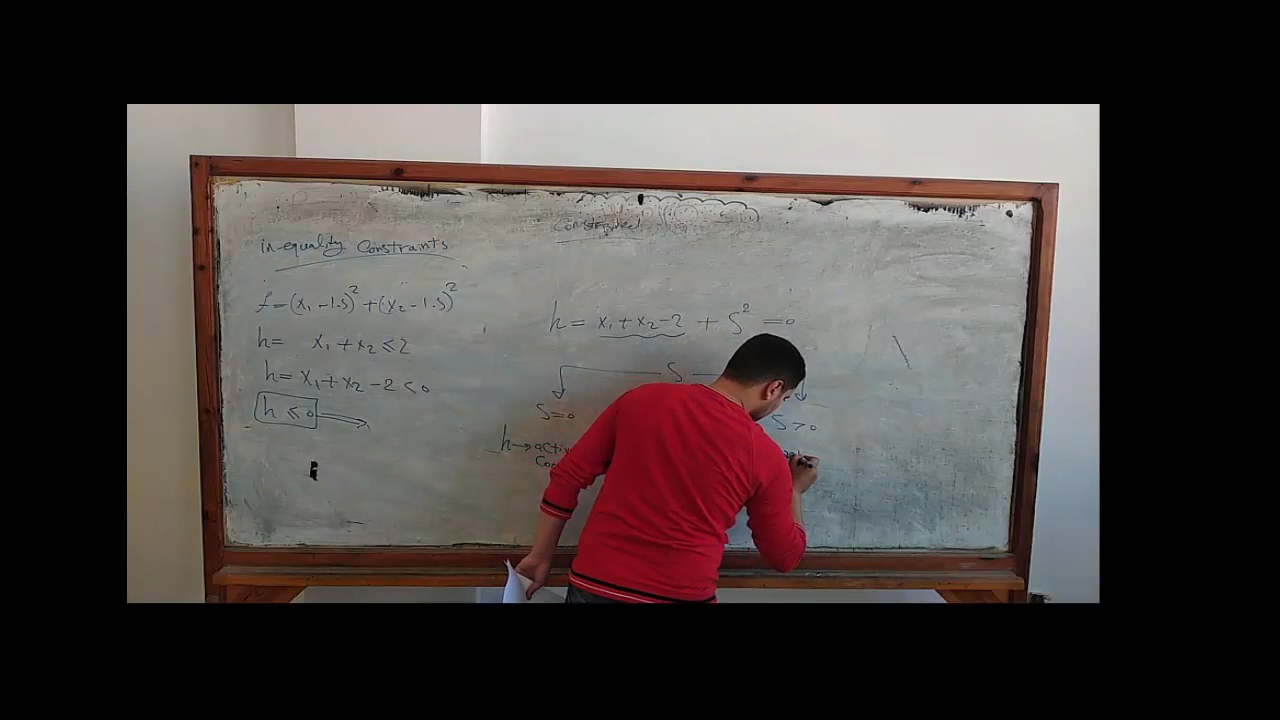 Constrained
in-equality Constraints
f = (x₁ - 1.5)² + (x₂ - 1.5)²
h = x₁ + x₂ ≤ 2
h = x₁ + x₂ - 2 < 0
h ≤ 0
h = x₁ + x₂ - 2 + S² = 0
S
S = 0
S > 0
h →